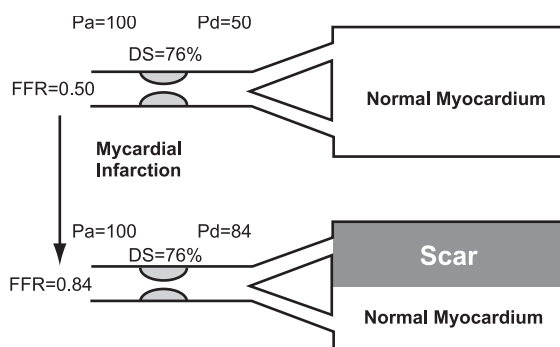 Pa=100 Pd=50
DS=76%
FFR=0.50
Normal Myocardium
Mycardial
Infarction
Pa=100 Pd=84
DS=76%
Scar
FFR=0.84
Normal Myocardium